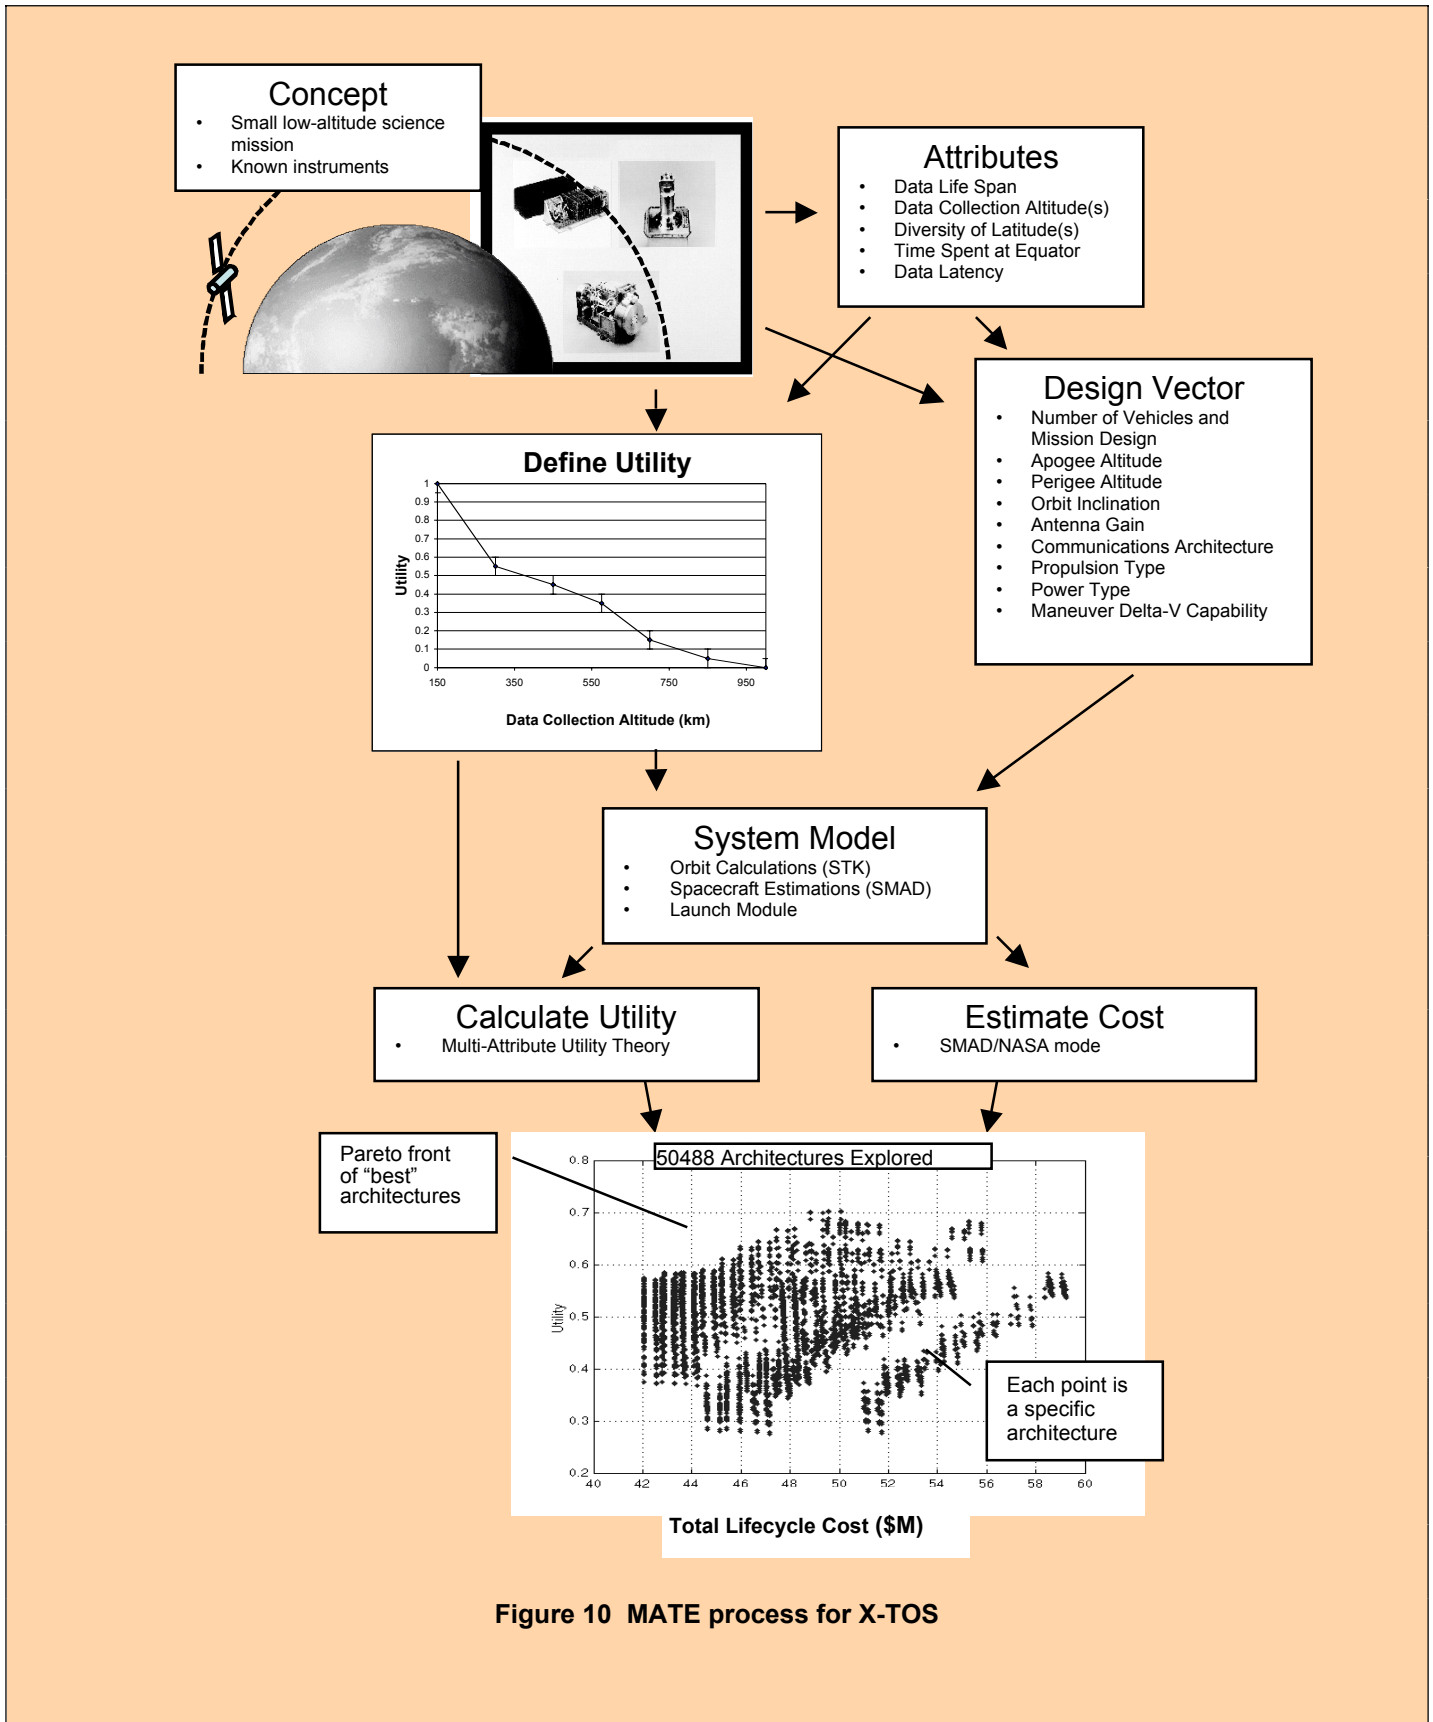 Concept
• Small low-altitude science
mission
• Known instruments
Attributes
• Data Life Span
• Data Collection Altitude(s)
• Diversity of Latitude(s)
• Time Spent at Equator
• Data Latency
Design Vector
• Number of Vehicles and
Mission Design
• Apogee Altitude
• Perigee Altitude
• Orbit Inclination
• Antenna Gain
• Communications Architecture
• Propulsion Type
• Power Type
• Maneuver Delta-V Capability
Define Utility
Utility
1
0.9
0.8
0.7
0.6
0.5
0.4
0.3
0.2
0.1
0
150 350 550 750 950
Data Collection Altitude (km)
System Model
• Orbit Calculations (STK)
• Spacecraft Estimations (SMAD)
• Launch Module
Calculate Utility
• Multi-Attribute Utility Theory
Estimate Cost
• SMAD/NASA mode
Pareto front
of “best”
architectures
50488 Architectures Explored
Utility
0.8
0.7
0.6
0.5
0.4
0.3
0.2
40 42 44 46 48 50 52 54 56 58 60
Each point is
a specific
architecture
Total Lifecycle Cost ($M)
Figure 10 MATE process for X-TOS